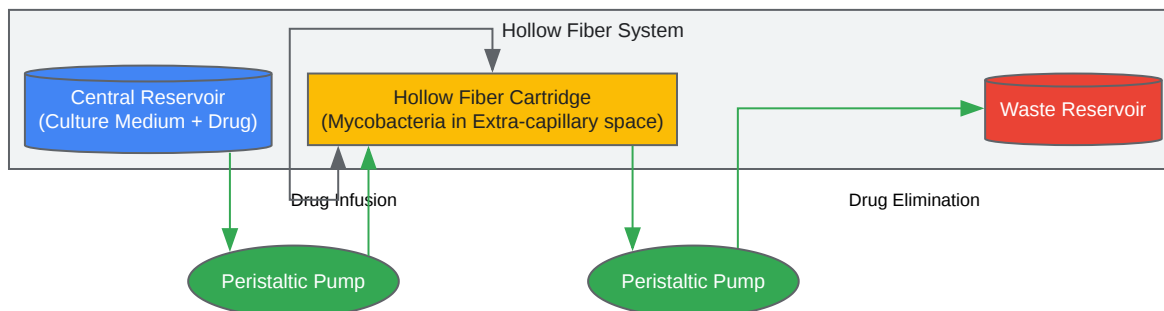 Hollow Fiber System
Central Reservoir
(Culture Medium + Drug)
Hollow Fiber Cartridge
(Mycobacteria in Extra-capillary space)
Waste Reservoir
Drug Infusion
Drug Elimination
Peristaltic Pump
Peristaltic Pump